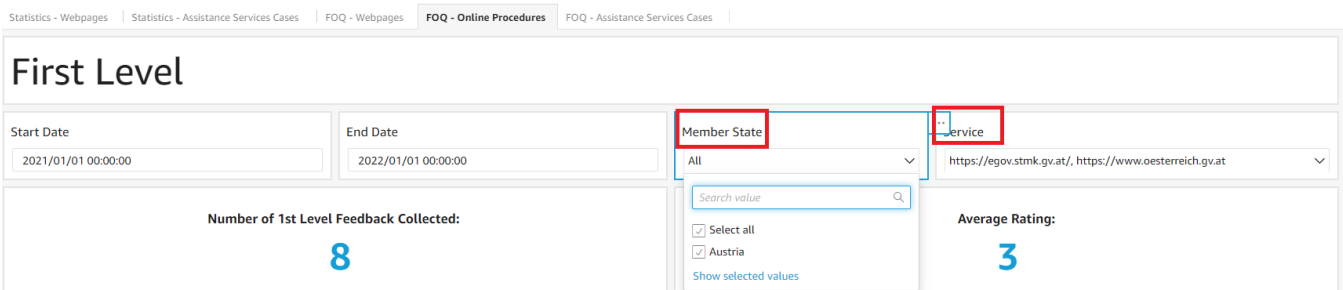 Statistics - Webpages
Statistics - Assistance Services Cases
FOQ - Webpages
FOQ - Online Procedures
FOQ - Assistance Services Cases
First Level
Start Date
2021/01/01 00:00:00
End Date
2022/01/01 00:00:00
Member State
All
Search value
Select all
Austria
Show selected values
Service
https://egov.stmk.gv.at/, https://www.oesterreich.gv.at
Number of 1st Level Feedback Collected:
8
Average Rating:
3